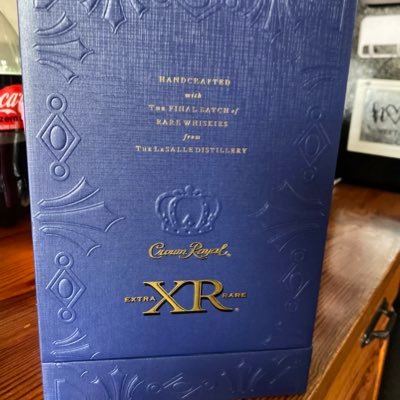 HANDCRAFTED
with
THE FINAL BATCH of
RARE WHISKIES
from
THE LASALLE DISTILLERY
Crown Royal
EXTRA XR RARE